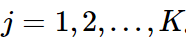 j = 1, 2, ..., K,